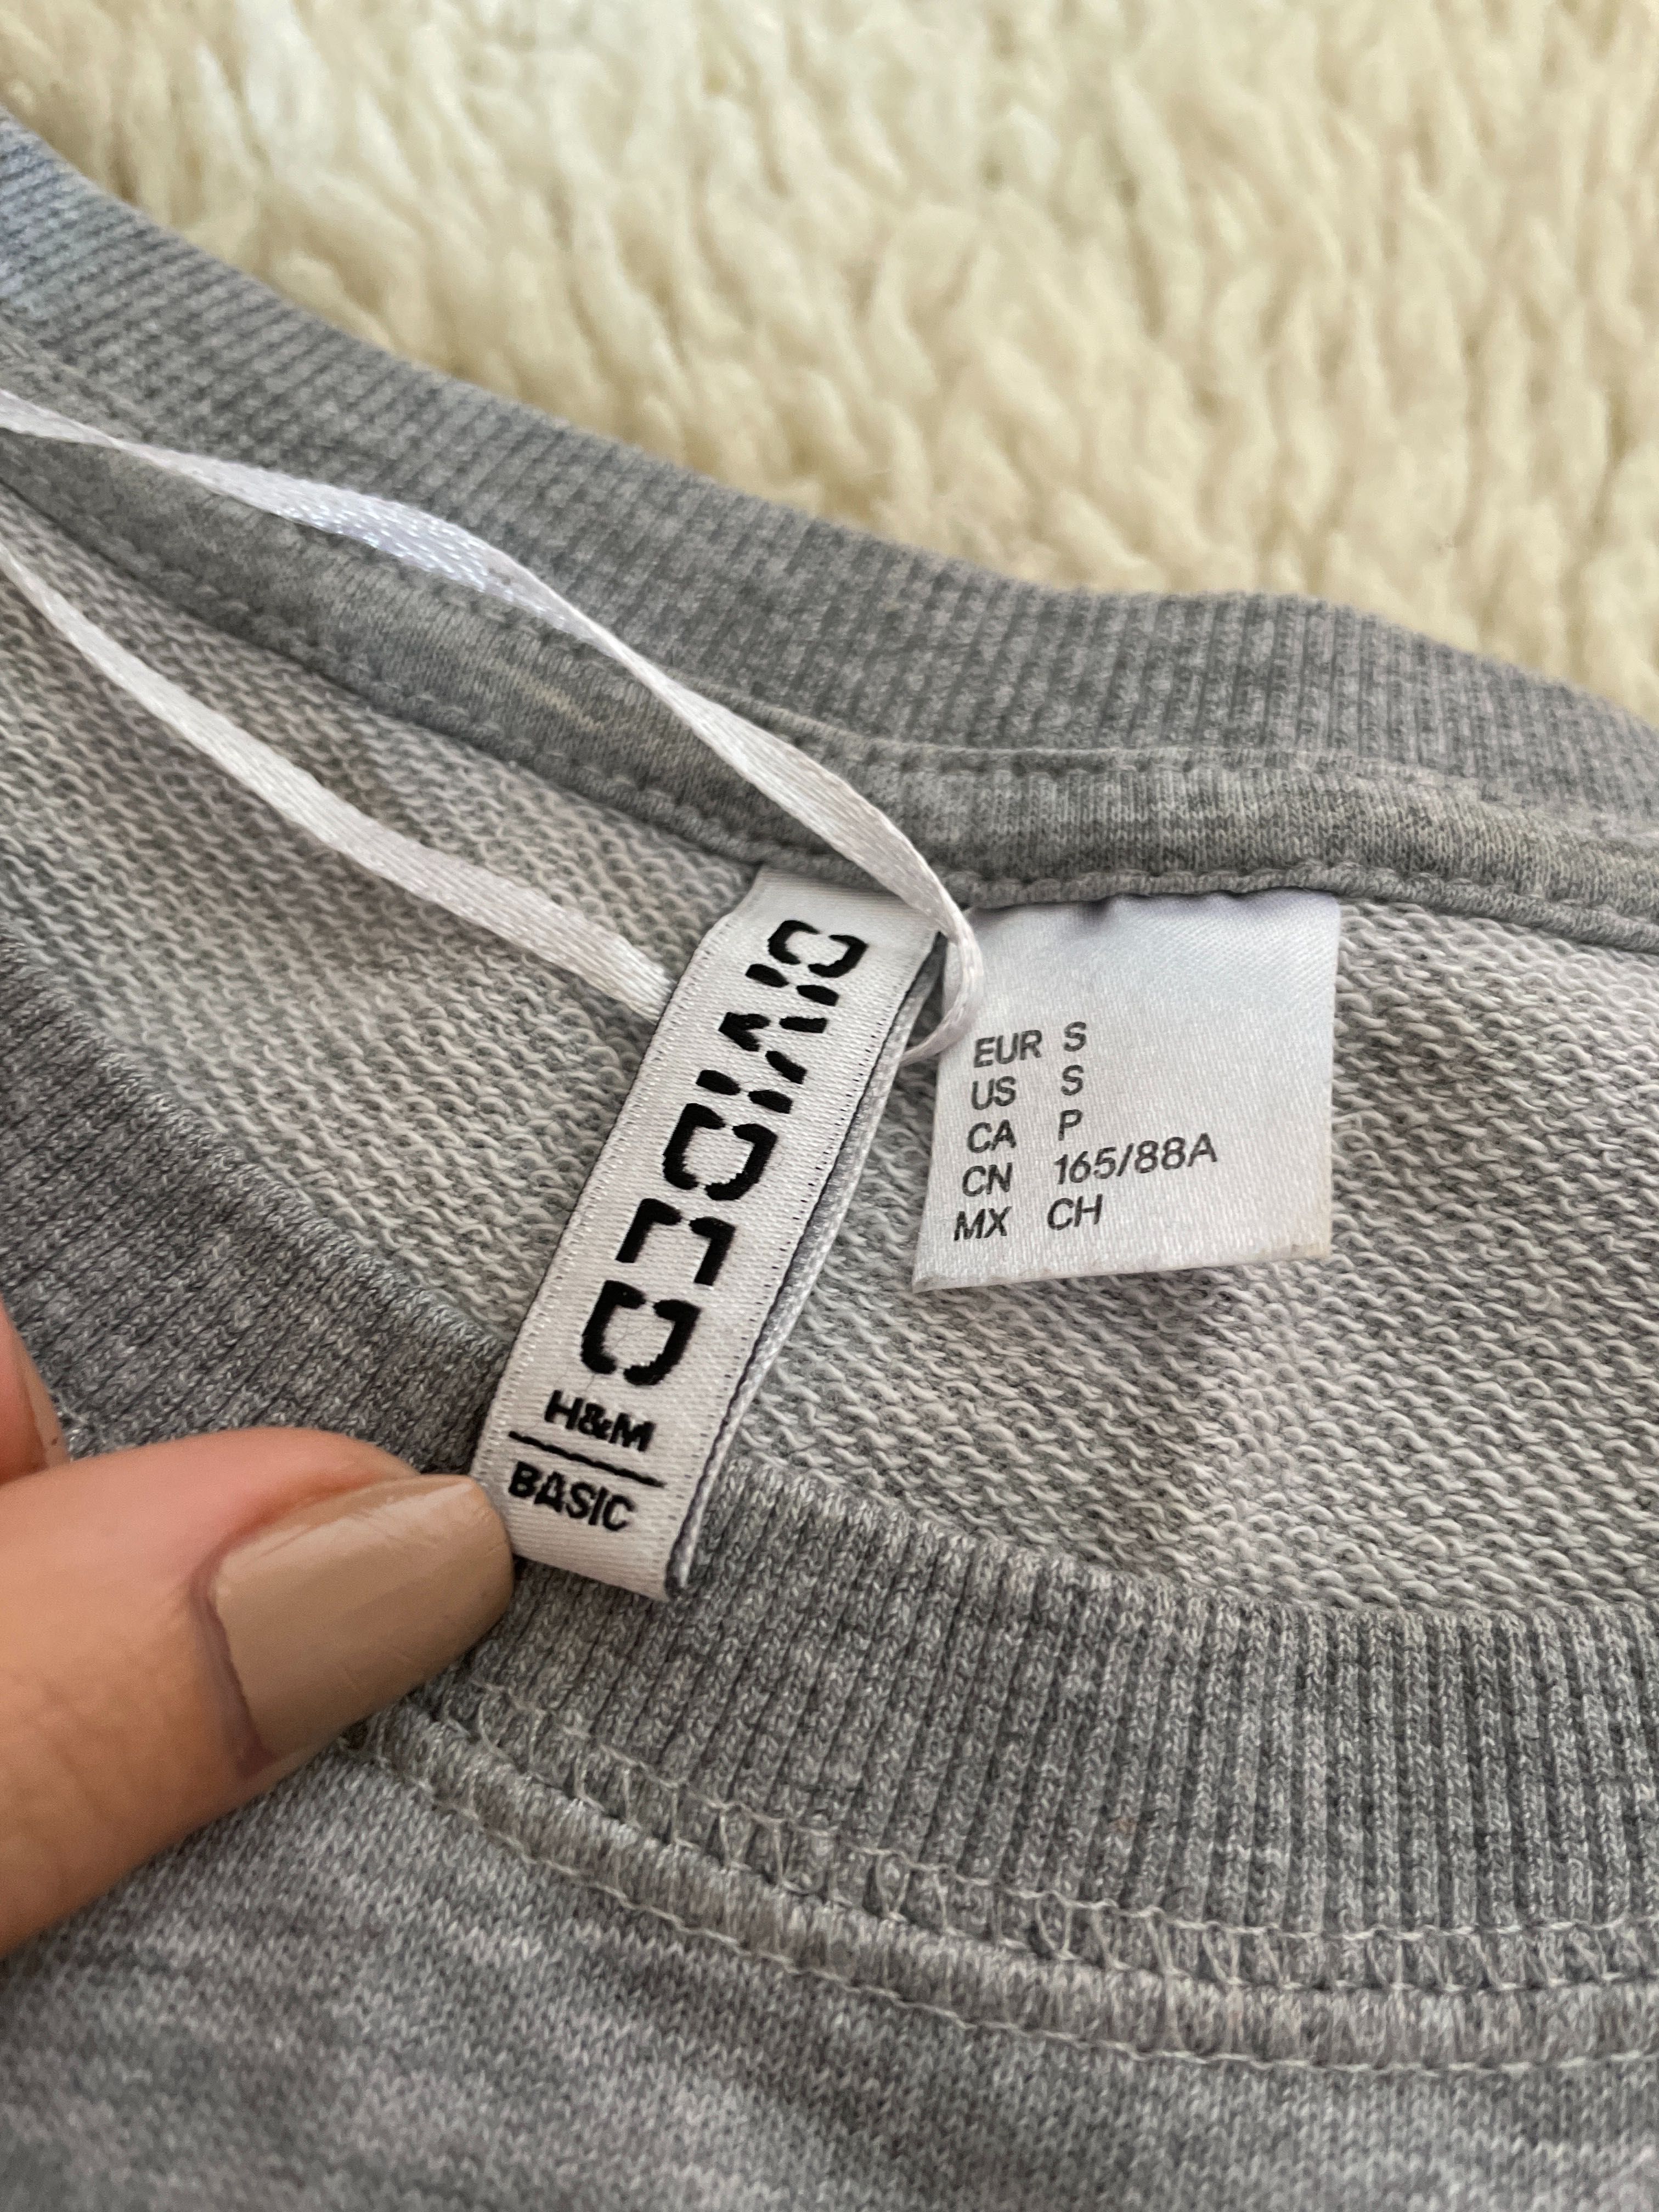 DIVIDED
H&M
BASIC
EUR S
US S
CA P
CN 165/88A
MX CH